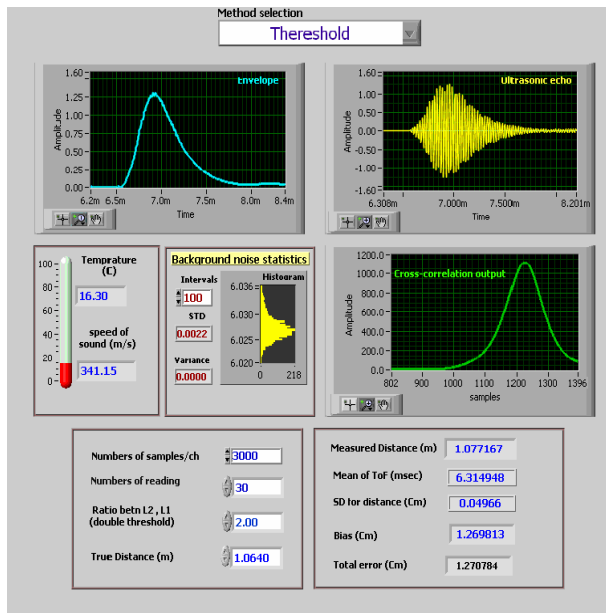 Method selection
Thereshold
Envelope
Amplitude
1.60
1.25
1.00
0.75
0.50
0.25
0.00
6.2m 6.5m 7.0m 7.5m 8.0m 8.4m
Time
Ultrasonic echo
Amplitude
1.60
1.00
0.50
0.00
-0.50
-1.00
-1.60
6.308m 7.000m 7.500m 8.201m
Time
Temprature
(C)
16.30
speed of
sound (m/s)
341.15
100
80
60
40
20
0
Background noise statistics
Intervals
100
STD
0.0022
Variance
0.0000
Histogram
6.036
6.030
6.025
6.020
0 218
Cross-correlation output
Amplitude
1200.0
1000.0
800.0
600.0
400.0
200.0
0.0
802 900 1000 1100 1200 1300 1396
samples
Numbers of samples/ch 3000
Numbers of reading 30
Ratio betn L2 , L1
(double threshold) 2.00
True Distance (m) 1.0640
Measured Distance (m) 1.077167
Mean of ToF (msec) 6.314948
SD for distance (Cm) 0.04966
Bias (Cm) 1.269813
Total error (Cm) 1.270784